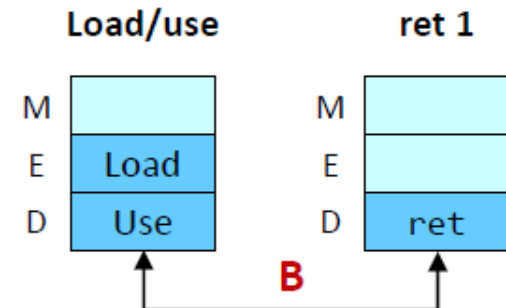 Load/use ret 1
M M
E Load E
D Use D ret
B